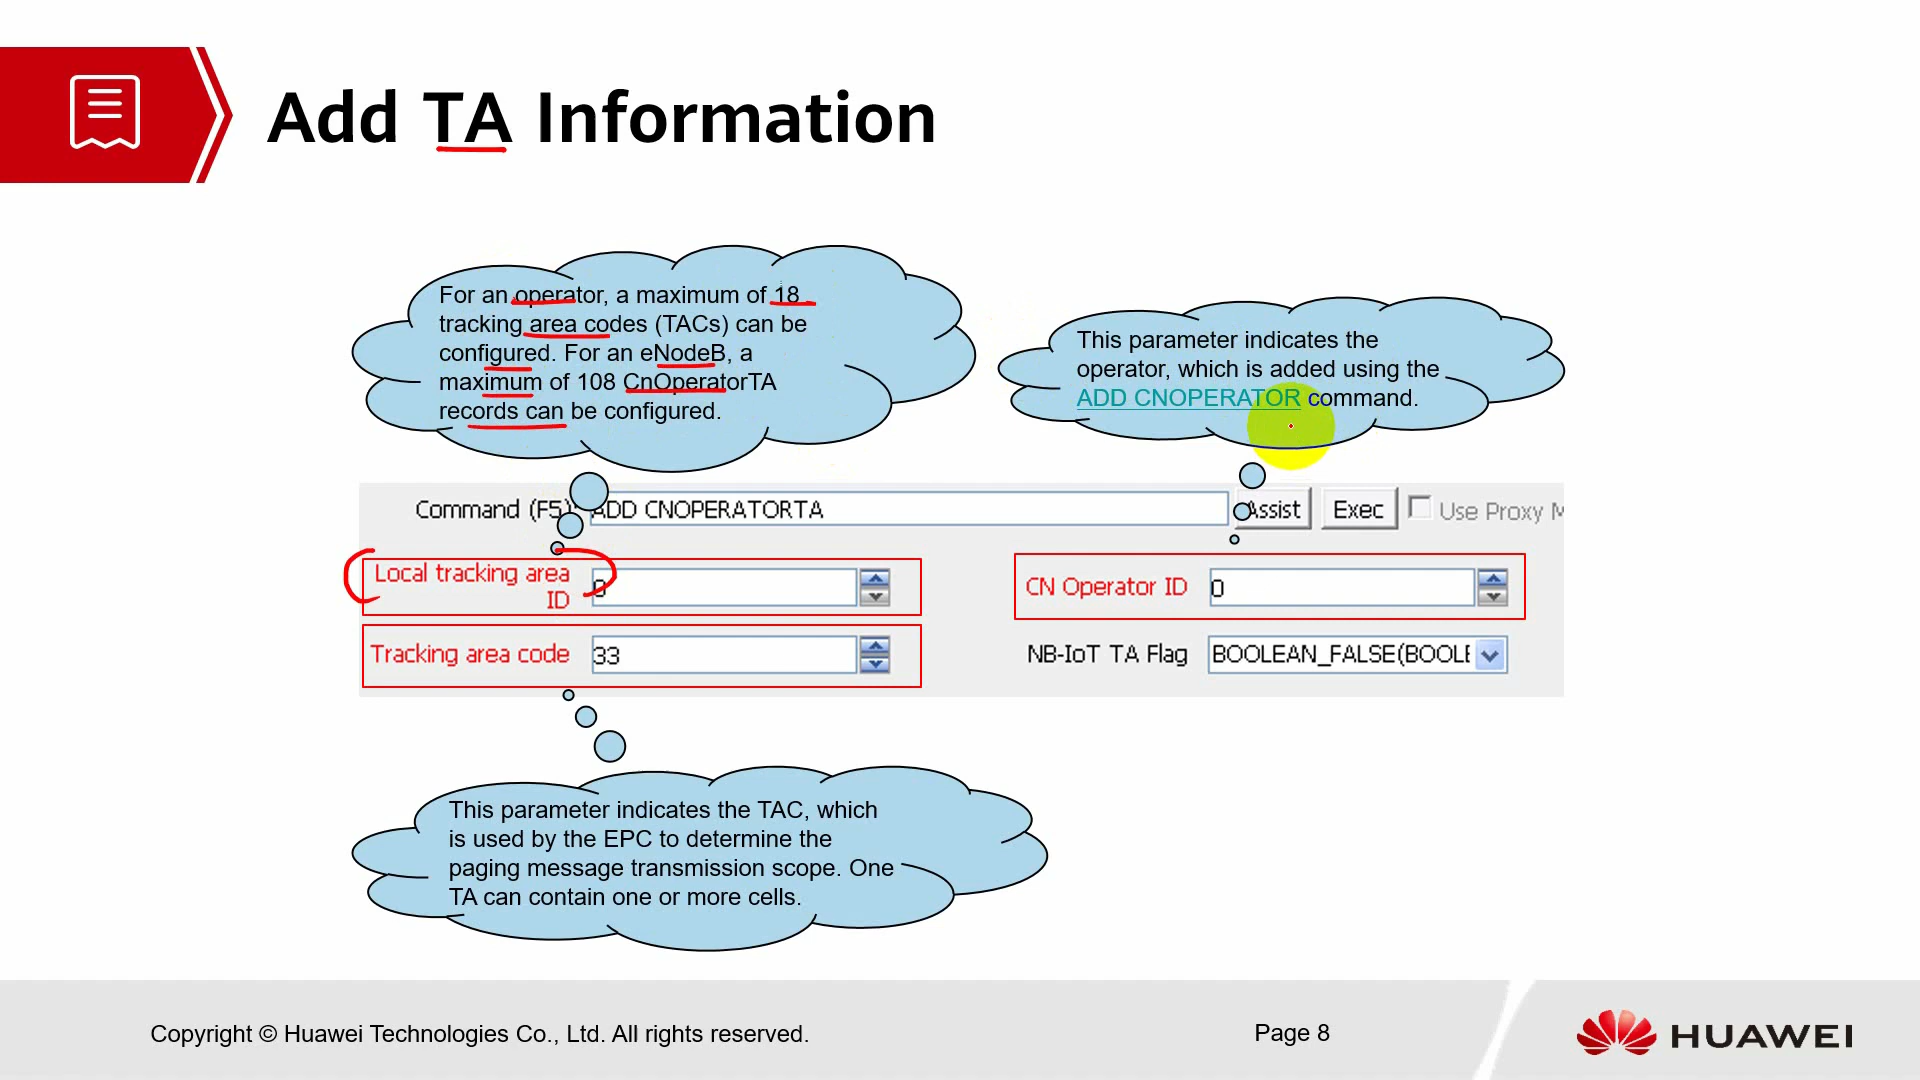 Add TA Information
For an operator, a maximum of 18
tracking area codes (TACs) can be
configured. For an eNodeB, a
maximum of 108 CnOperatorTA
records can be configured.
This parameter indicates the
operator, which is added using the
ADD CNOPERATOR command.
Command (F5): ADD CNOPERATORTA
Assist
Exec
Use Proxy M
Local tracking area
ID
0
CN Operator ID
0
Tracking area code
33
NB-IoT TA Flag
BOOLEAN_FALSE(BOOLE
This parameter indicates the TAC, which
is used by the EPC to determine the
paging message transmission scope. One
TA can contain one or more cells.
Copyright © Huawei Technologies Co., Ltd. All rights reserved.
Page 8
HUAWEI